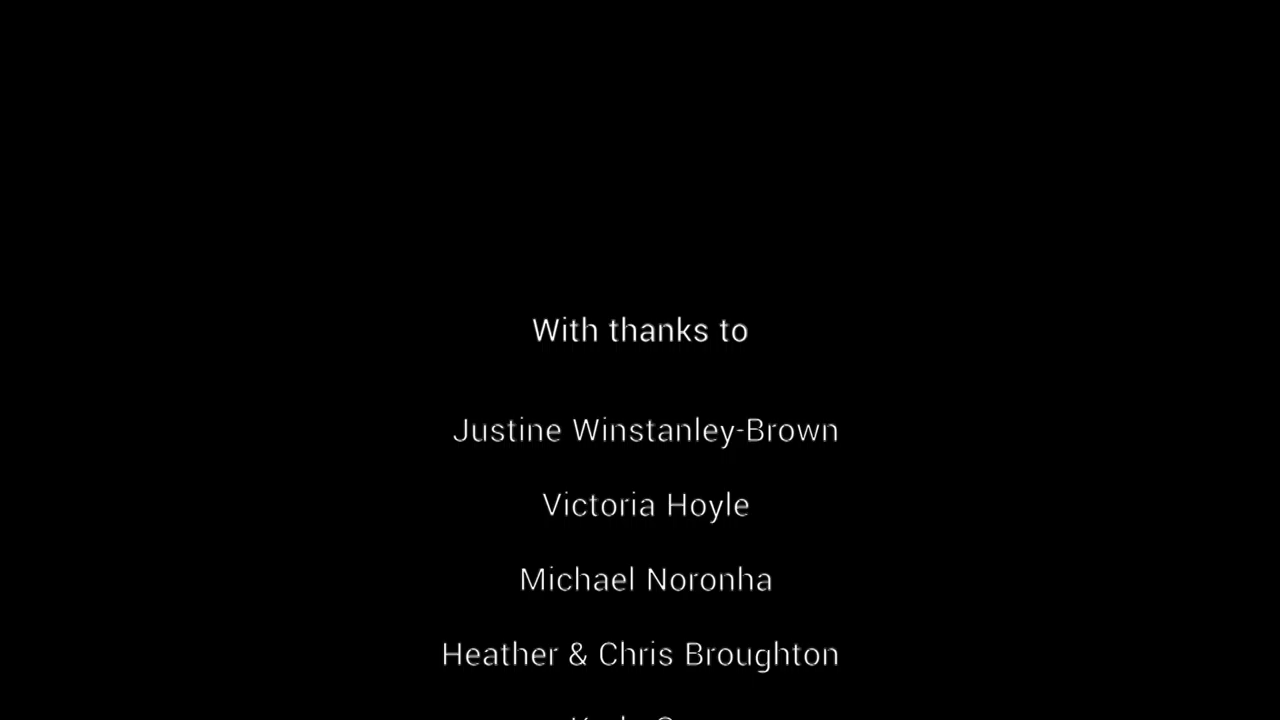 With thanks to
Justine Winstanley-Brown
Victoria Hoyle
Michael Noronha
Heather & Chris Broughton